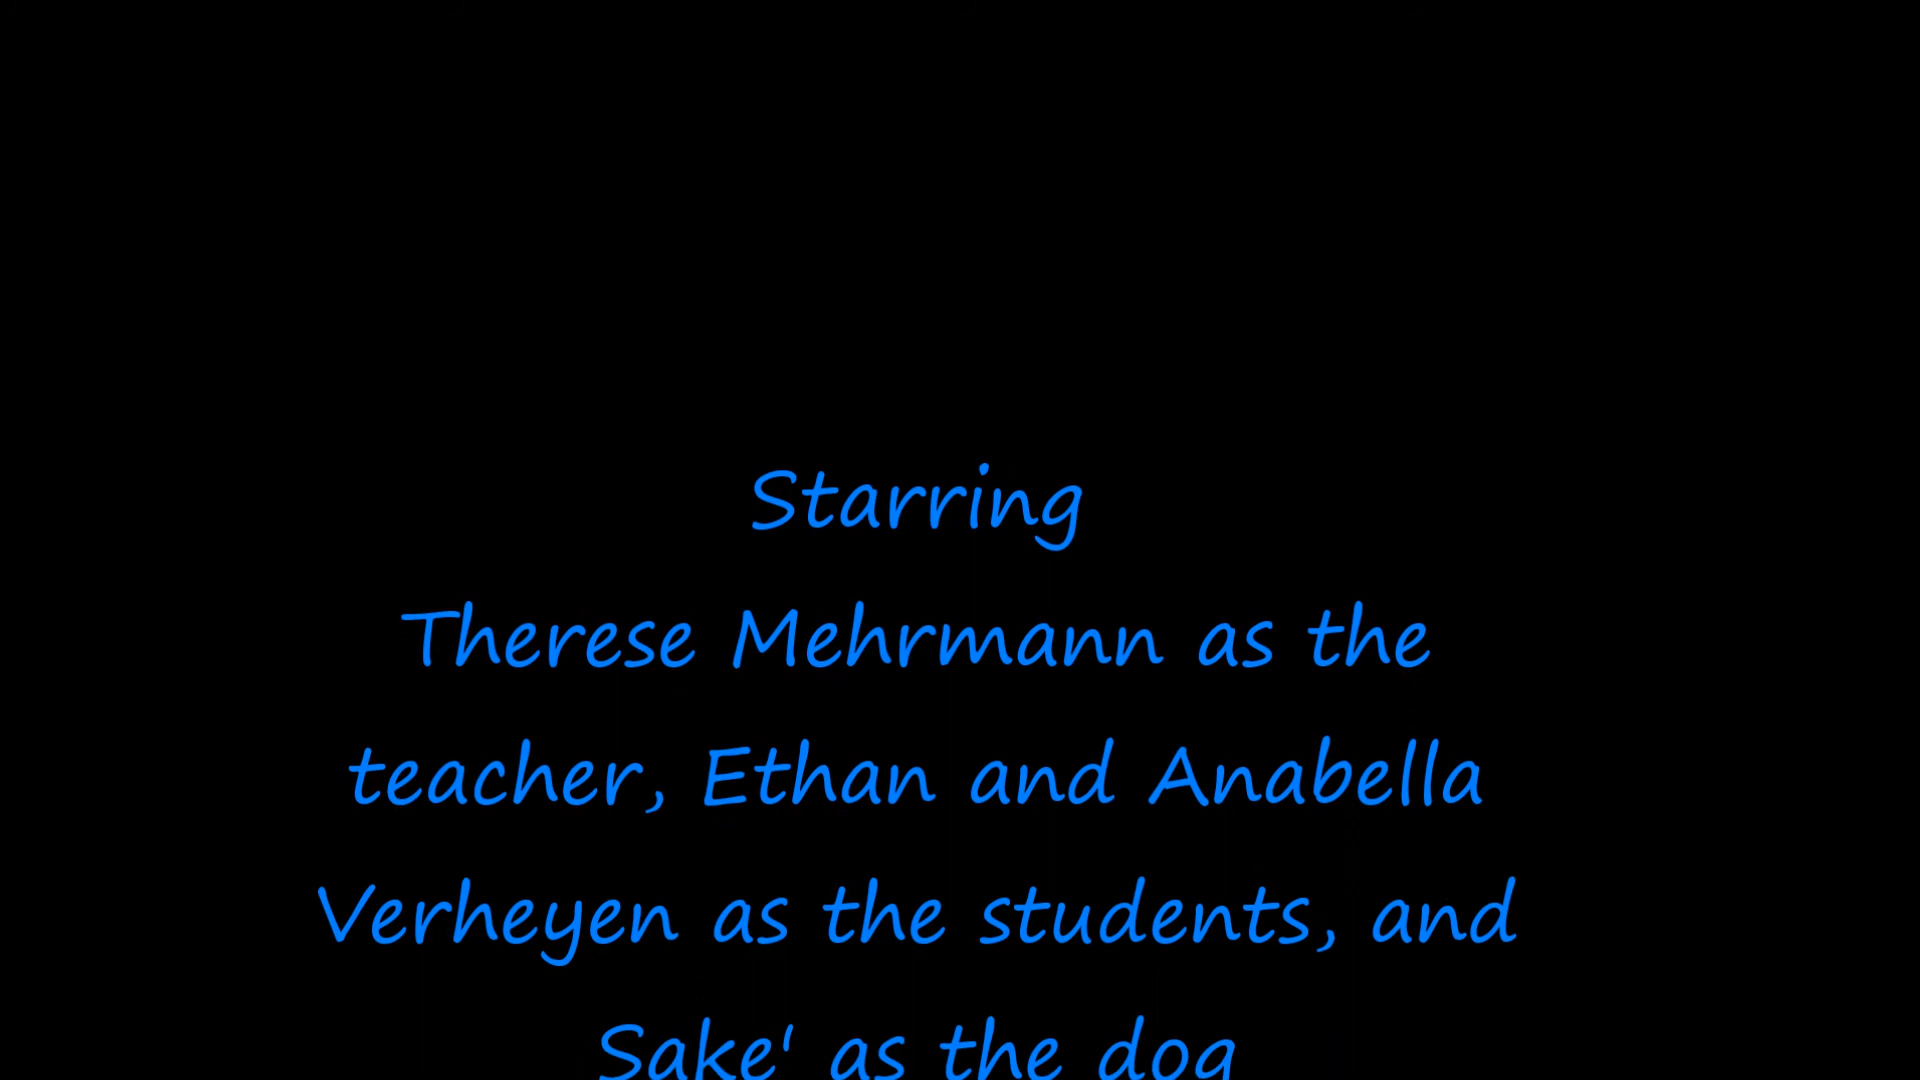 Starring
Therese Mehrmann as the
teacher, Ethan and Anabella
Verheyen as the students, and
Sake' as the dog